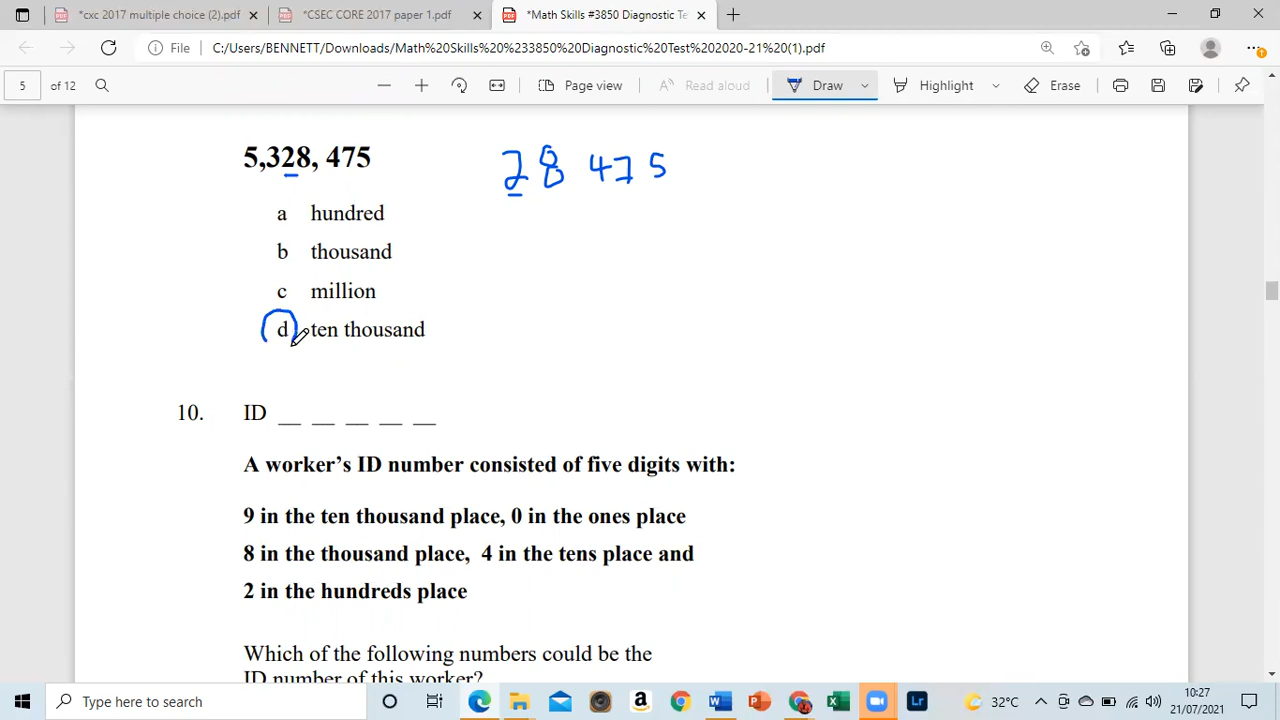 *cxc 2017 multiple choice (2).pdf
*CSEC CORE 2017 paper 1.pdf
*Math Skills #3850 Diagnostic Te
File C:/Users/BENNETT/Downloads/Math%20Skills%20%233850%20Diagnostic%20Test%202020-21%20(1).pdf
5 of 12 Page view Read aloud Draw Highlight Erase
5,328, 475 28 475
a hundred
b thousand
c million
d ten thousand
10. ID __ __ __ __ __
A worker's ID number consisted of five digits with:
9 in the ten thousand place, 0 in the ones place
8 in the thousand place, 4 in the tens place and
2 in the hundreds place
Which of the following numbers could be the
ID number of this worker?
Type here to search
32°C
10:27
21/07/2021